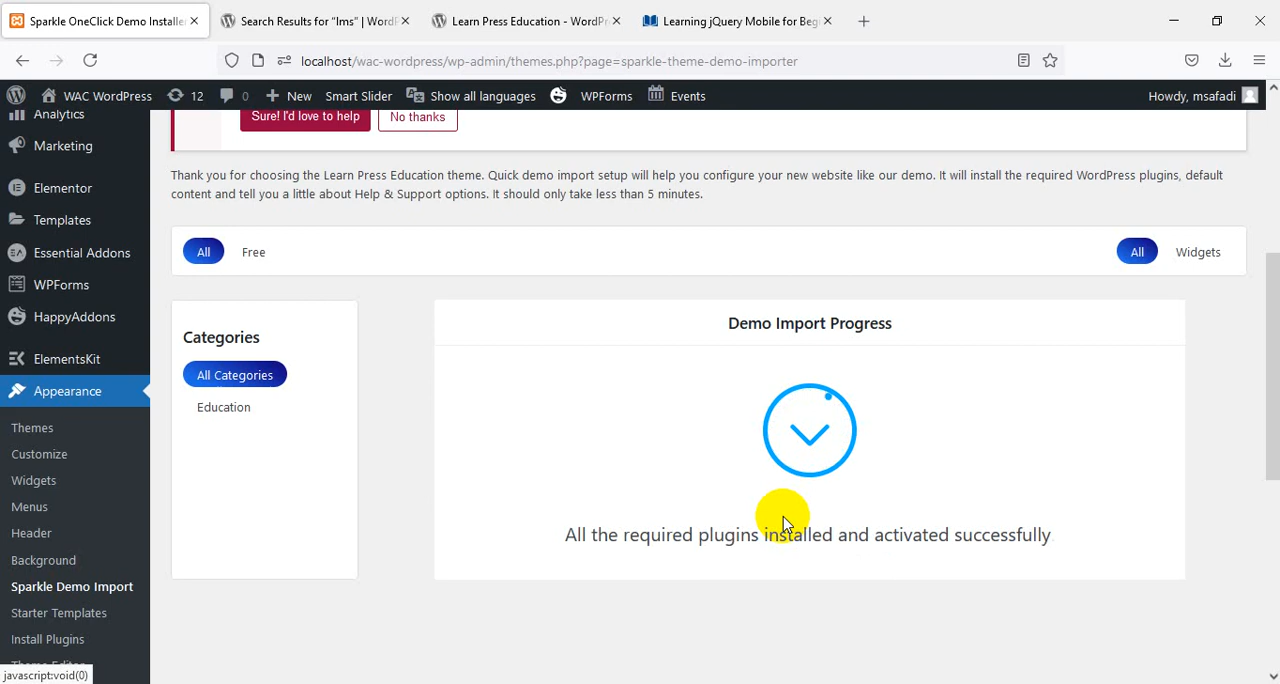 Sparkle OneClick Demo Installer
Search Results for “lms” | WordP
Learn Press Education - WordPr
Learning jQuery Mobile for Begi
localhost/wac-wordpress/wp-admin/themes.php?page=sparkle-theme-demo-importer
WAC WordPress
12
0
New
Smart Slider
Show all languages
WPForms
Events
Howdy, msafadi
Analytics
Marketing
Elementor
Templates
Essential Addons
WPForms
HappyAddons
ElementsKit
Appearance
Themes
Customize
Widgets
Menus
Header
Background
Sparkle Demo Import
Starter Templates
Install Plugins
javascript:void(0)
Sure! I'd love to help
No thanks
Thank you for choosing the Learn Press Education theme. Quick demo import setup will help you configure your new website like our demo. It will install the required WordPress plugins, default
content and tell you a little about Help & Support options. It should only take less than 5 minutes.
All
Free
All
Widgets
Categories
All Categories
Education
Demo Import Progress
All the required plugins installed and activated successfully